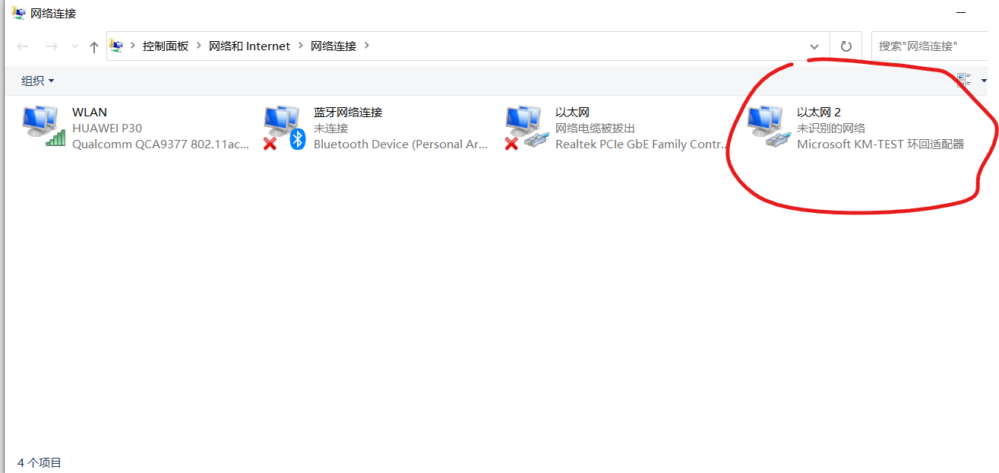 网络连接
控制面板 网络和 Internet 网络连接
搜索"网络连接"
组织
WLAN
HUAWEI P30
Qualcomm QCA9377 802.11ac...
蓝牙网络连接
未连接
Bluetooth Device (Personal Ar...
以太网
网络电缆被拔出
Realtek PCIe GbE Family Contr...
以太网 2
未识别的网络
Microsoft KM-TEST 环回适配器
4 个项目